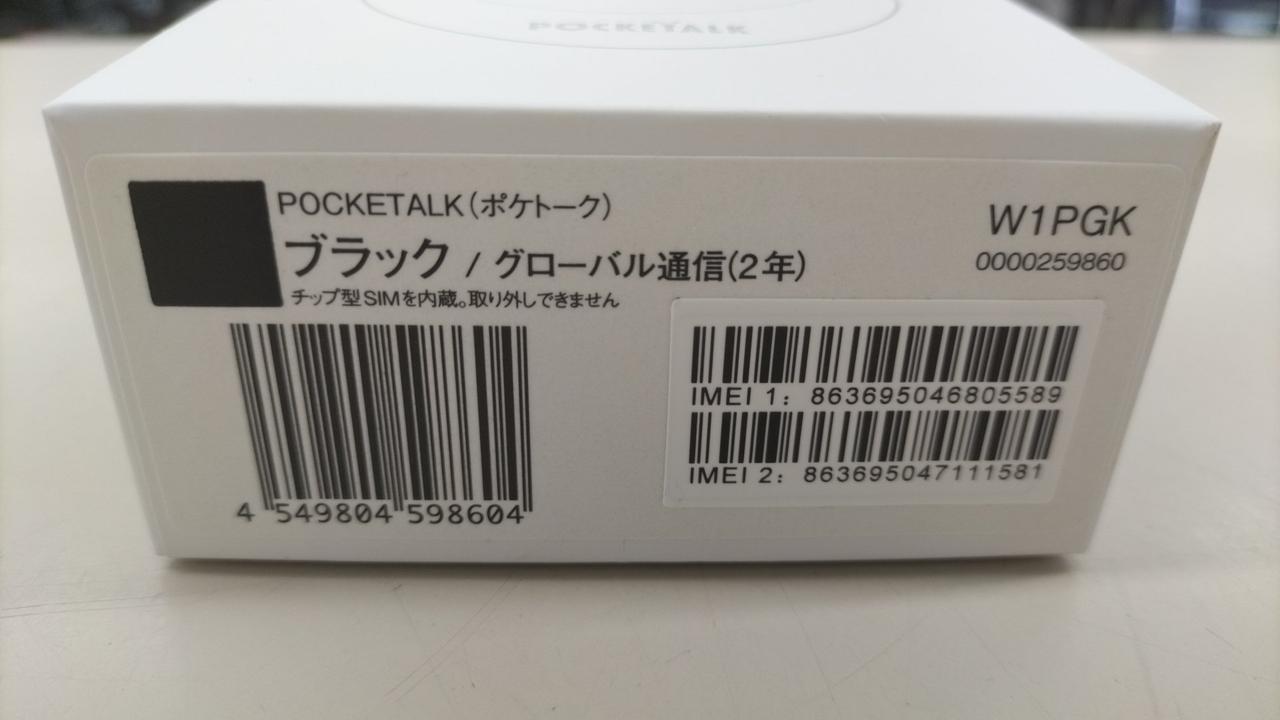 POCKETALK
POCKETALK（ポケトーク）
ブラック / グローバル通信(2年)
チップ型SIMを内蔵。取り外しできません
W1PGK
0000259860
4 549804 598604
IMEI 1: 863695046805589
IMEI 2: 863695047111581